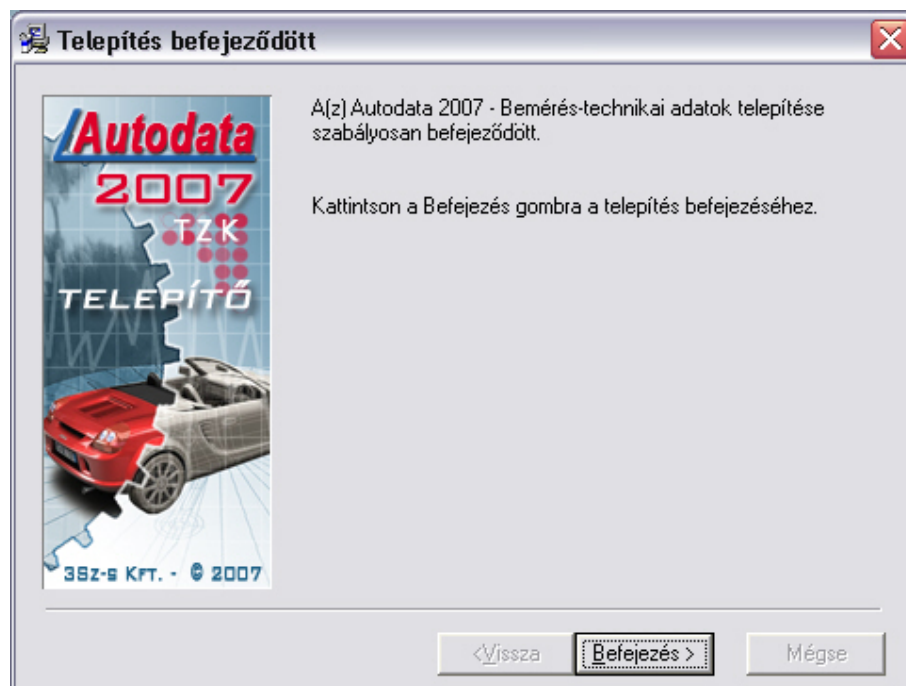 Telepítés befejeződött
Autodata
2007
TZK
TELEPÍTŐ
3Sz-s Kft. - © 2007
A(z) Autodata 2007 - Bemérés-technikai adatok telepítése
szabályosan befejeződött.
Kattintson a Befejezés gombra a telepítés befejezéséhez.
<Vissza
Befejezés >
Mégse